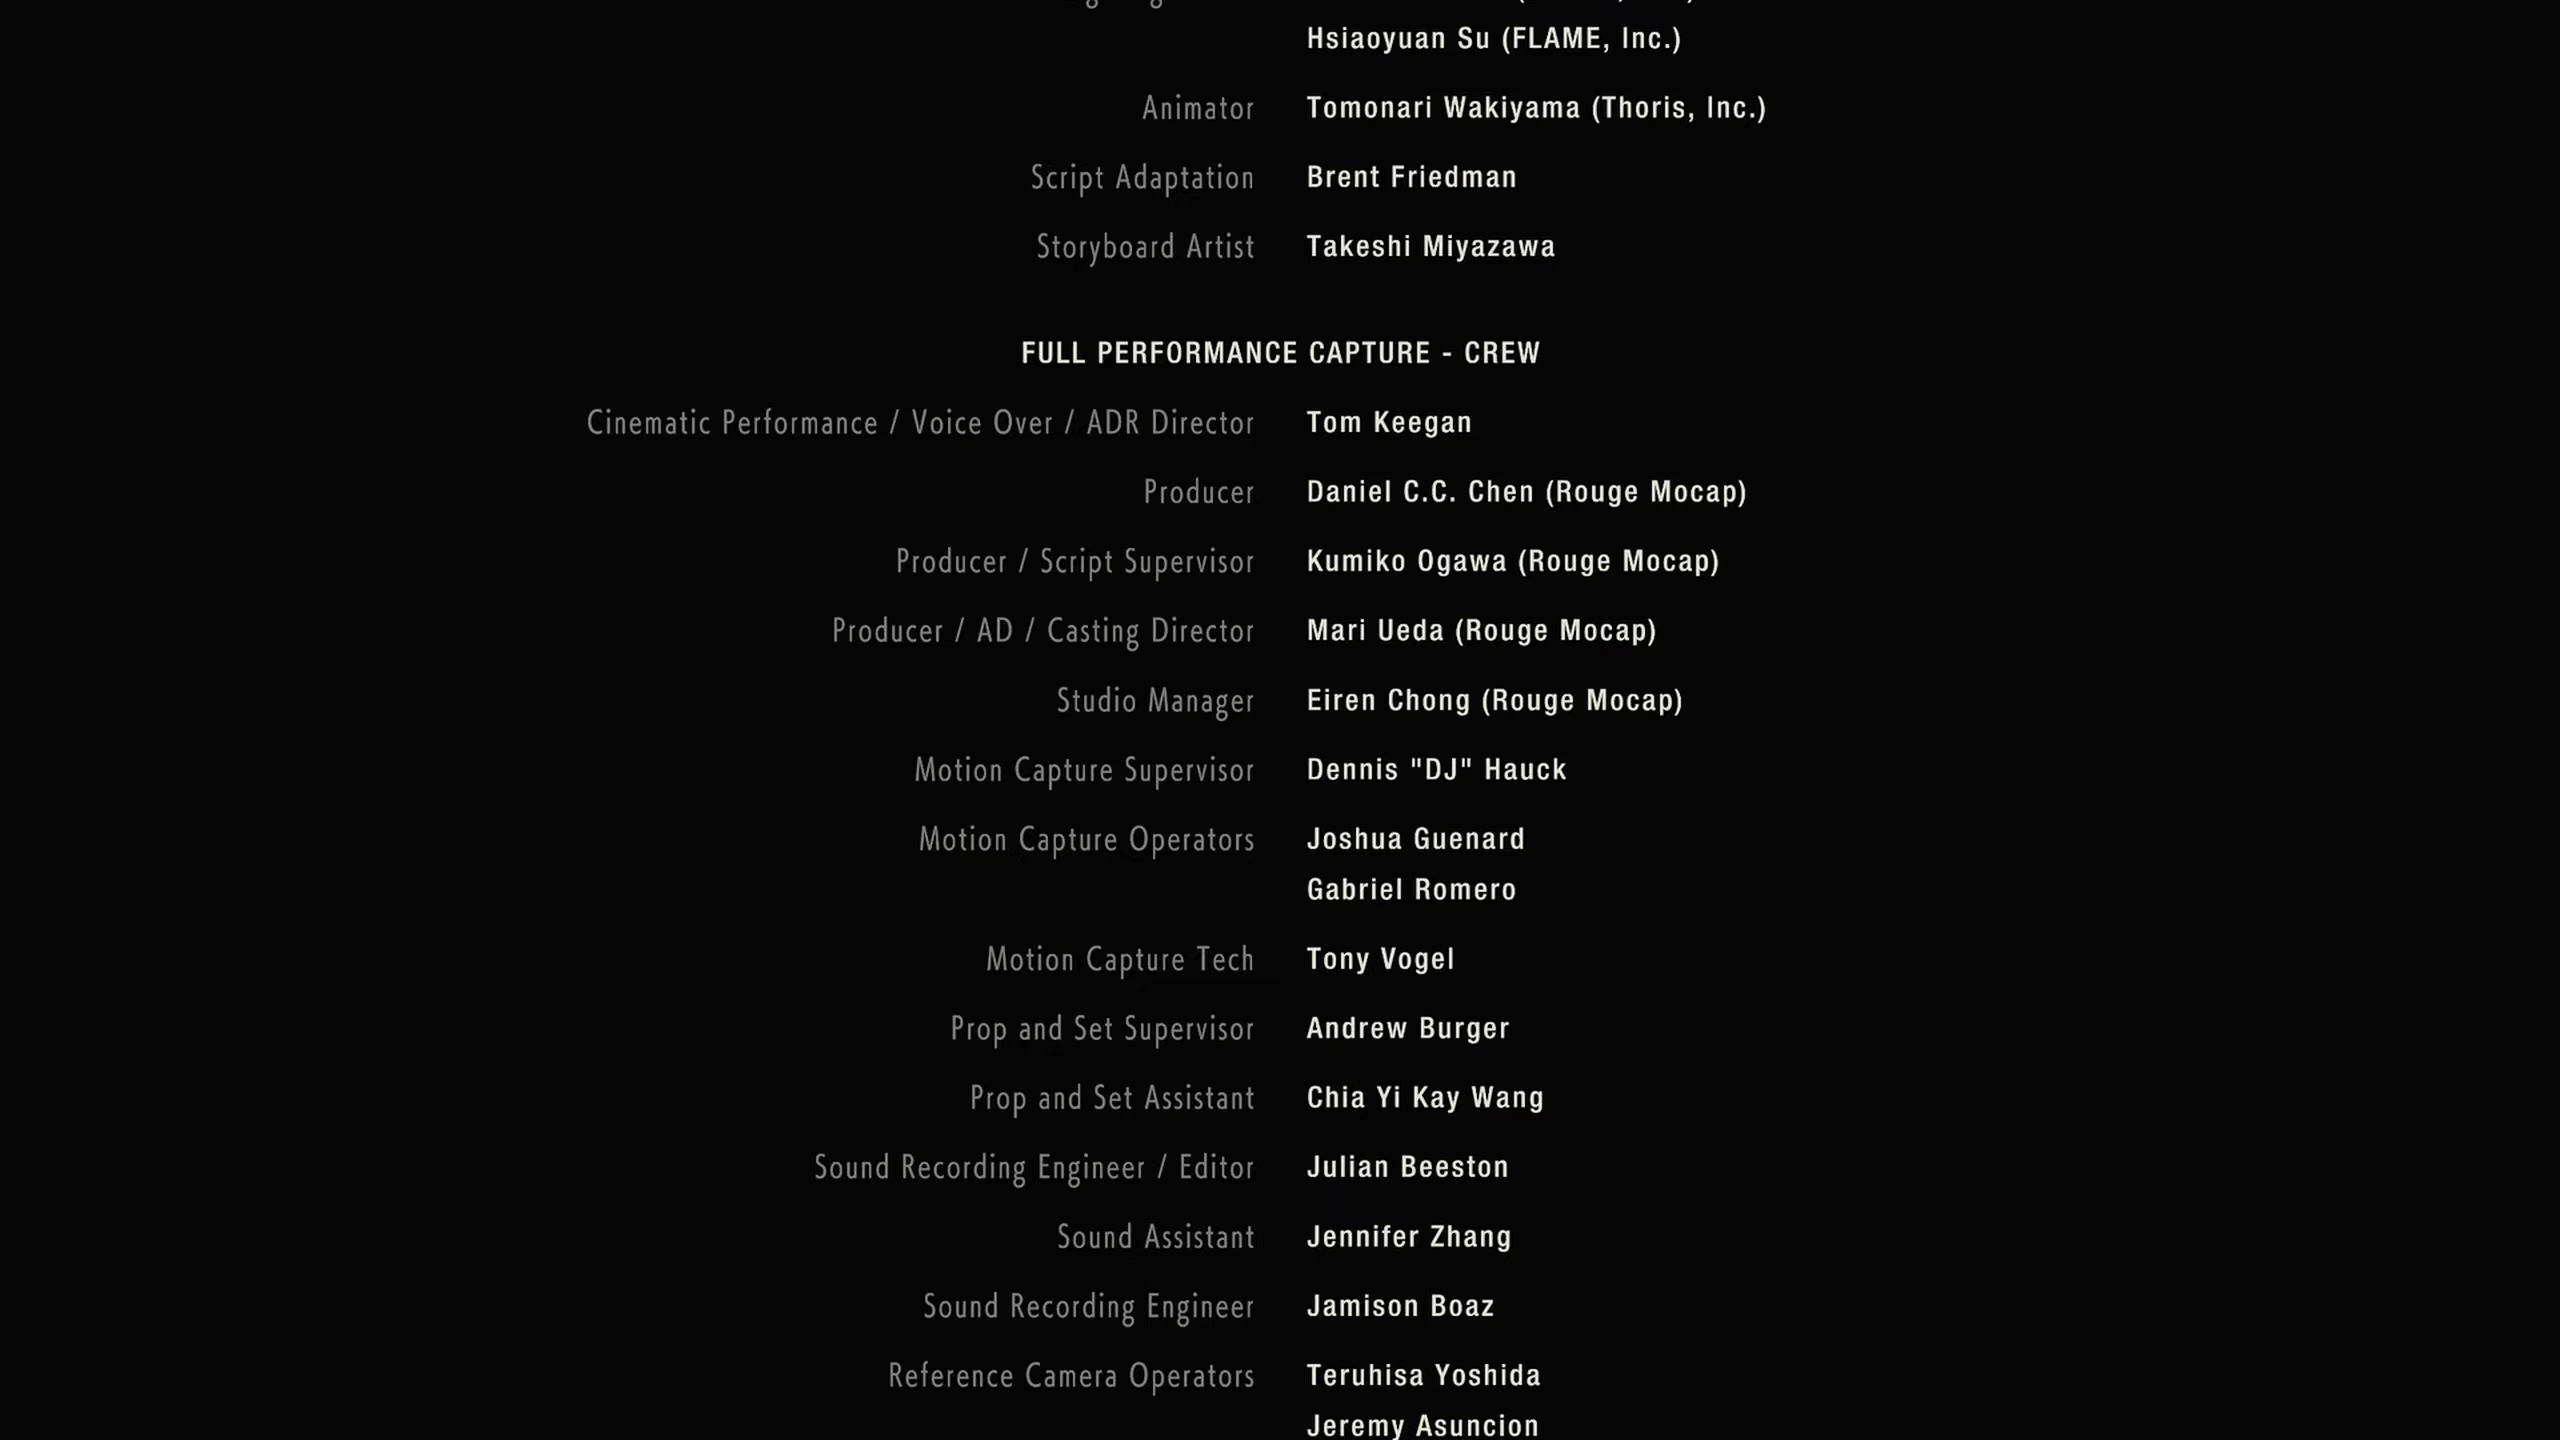 Hsiaoyuan Su (FLAME, Inc.)
Animator Tomonari Wakiyama (Thoris, Inc.)
Script Adaptation Brent Friedman
Storyboard Artist Takeshi Miyazawa
FULL PERFORMANCE CAPTURE - CREW
Cinematic Performance / Voice Over / ADR Director Tom Keegan
Producer Daniel C.C. Chen (Rouge Mocap)
Producer / Script Supervisor Kumiko Ogawa (Rouge Mocap)
Producer / AD / Casting Director Mari Ueda (Rouge Mocap)
Studio Manager Eiren Chong (Rouge Mocap)
Motion Capture Supervisor Dennis "DJ" Hauck
Motion Capture Operators Joshua Guenard
Gabriel Romero
Motion Capture Tech Tony Vogel
Prop and Set Supervisor Andrew Burger
Prop and Set Assistant Chia Yi Kay Wang
Sound Recording Engineer / Editor Julian Beeston
Sound Assistant Jennifer Zhang
Sound Recording Engineer Jamison Boaz
Reference Camera Operators Teruhisa Yoshida
Jeremy Asuncion